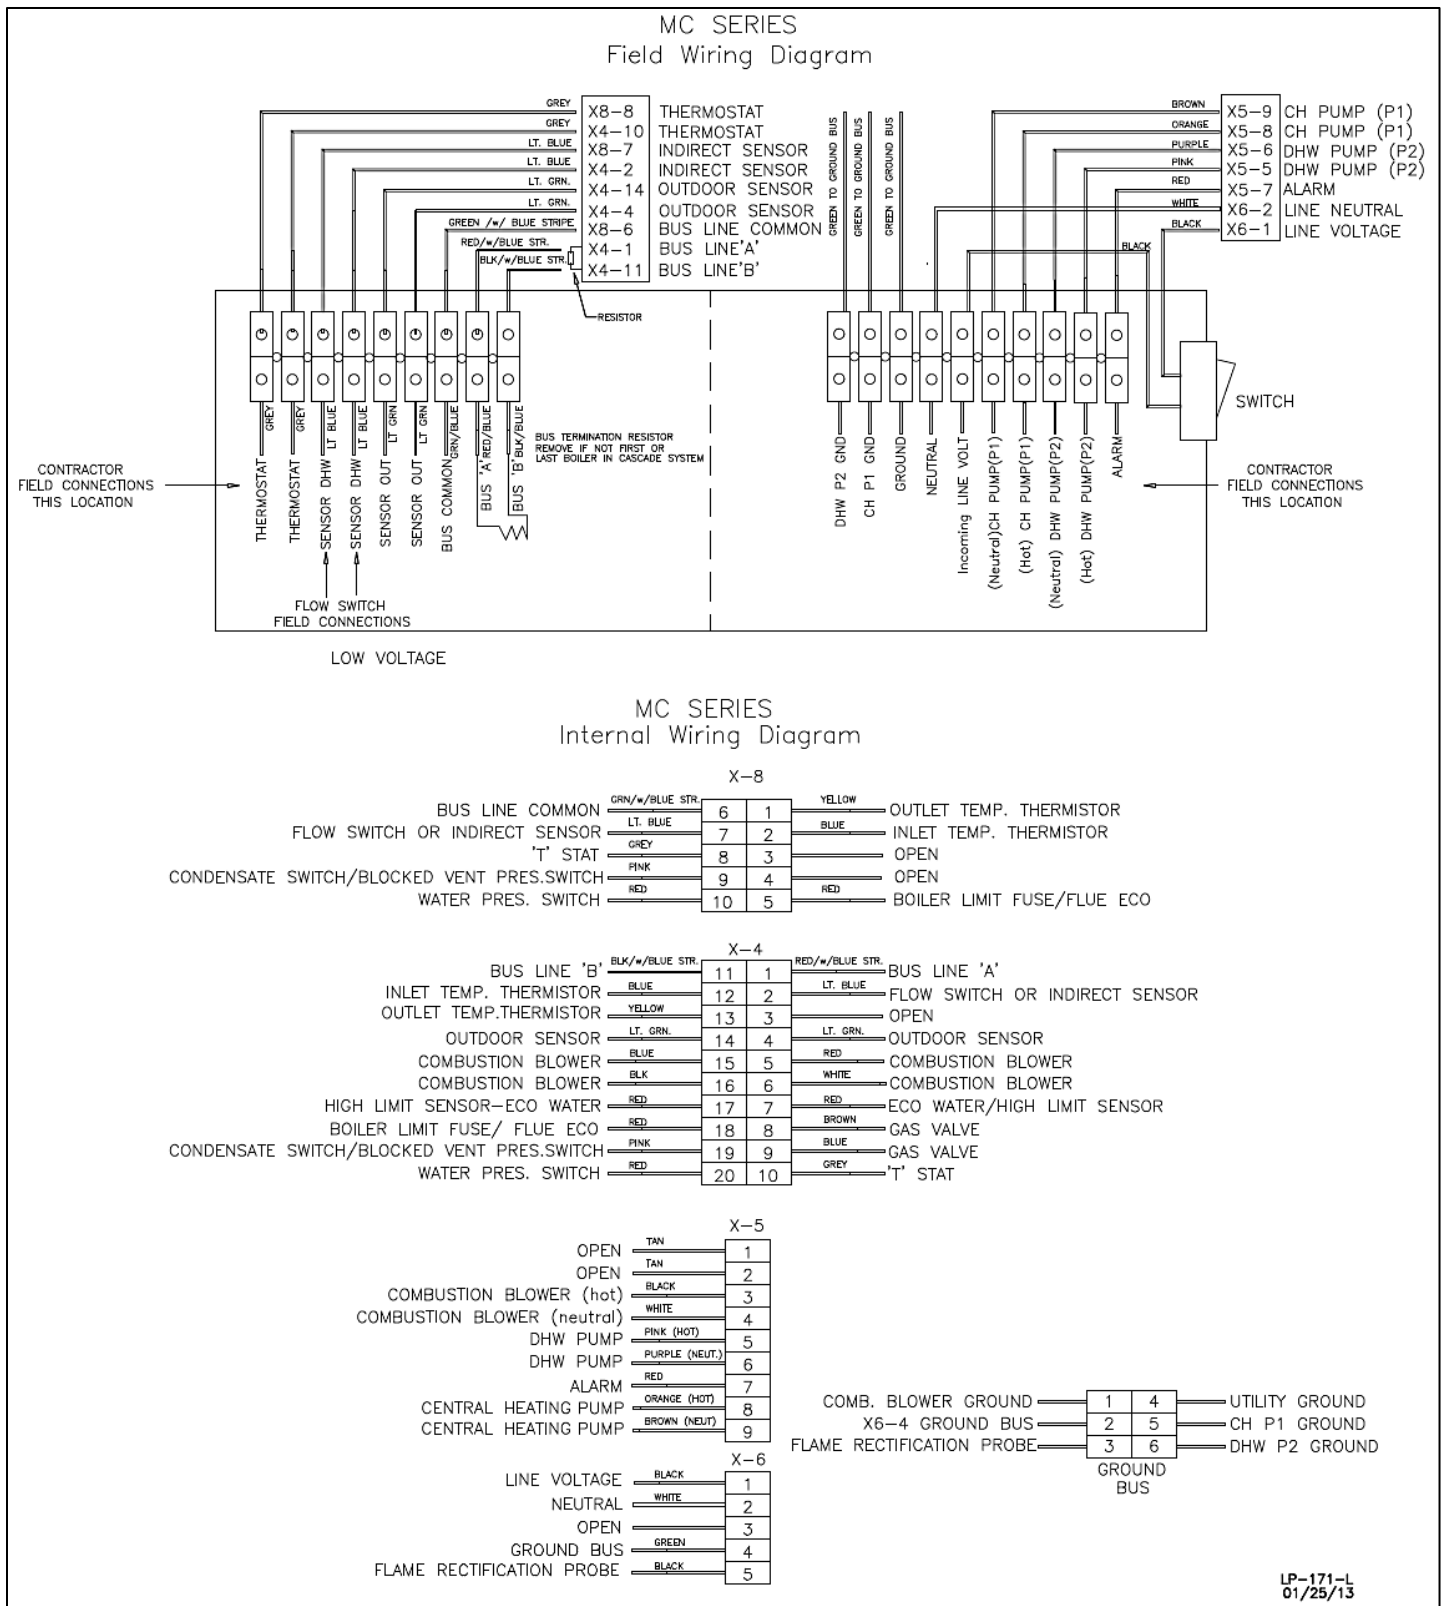 MC SERIES
Field Wiring Diagram
GREY X8-8 THERMOSTAT
GREY X4-10 THERMOSTAT
LT. BLUE X8-7 INDIRECT SENSOR
LT. BLUE X4-2 INDIRECT SENSOR
LT. GRN. X4-14 OUTDOOR SENSOR
LT. GRN. X4-4 OUTDOOR SENSOR
GREEN /w/ BLUE STRIPE X8-6 BUS LINE COMMON
RED/w/BLUE STR. X4-1 BUS LINE'A'
BLK/w/BLUE STR. X4-11 BUS LINE'B'
RESISTOR
GREEN TO GROUND BUS
GREEN TO GROUND BUS
GREEN TO GROUND BUS
BROWN X5-9 CH PUMP (P1)
ORANGE X5-8 CH PUMP (P1)
PURPLE X5-6 DHW PUMP (P2)
PINK X5-5 DHW PUMP (P2)
RED X5-7 ALARM
WHITE X6-2 LINE NEUTRAL
BLACK X6-1 LINE VOLTAGE
BLACK
SWITCH
GREY
GREY
LT BLUE
LT BLUE
LT GRN
LT GRN
GRN/BLUE
RED/BLUE
BLK/BLUE
THERMOSTAT
THERMOSTAT
SENSOR DHW
SENSOR DHW
SENSOR OUT
SENSOR OUT
BUS COMMON
BUS 'A'
BUS 'B'
BUS TERMINATION RESISTOR
REMOVE IF NOT FIRST OR
LAST BOILER IN CASCADE SYSTEM
CONTRACTOR
FIELD CONNECTIONS
THIS LOCATION
FLOW SWITCH
FIELD CONNECTIONS
DHW P2 GND
CH P1 GND
GROUND
NEUTRAL
Incoming LINE VOLT
(Neutral)CH PUMP(P1)
(Hot) CH PUMP(P1)
(Neutral) DHW PUMP(P2)
(Hot) DHW PUMP(P2)
ALARM
CONTRACTOR
FIELD CONNECTIONS
THIS LOCATION
LOW VOLTAGE
MC SERIES
Internal Wiring Diagram
X-8
BUS LINE COMMON GRN/w/BLUE STR. 6 1 YELLOW OUTLET TEMP. THERMISTOR
FLOW SWITCH OR INDIRECT SENSOR LT. BLUE 7 2 BLUE INLET TEMP. THERMISTOR
'T' STAT GREY 8 3 OPEN
CONDENSATE SWITCH/BLOCKED VENT PRES.SWITCH PINK 9 4 OPEN
WATER PRES. SWITCH RED 10 5 RED BOILER LIMIT FUSE/FLUE ECO
X-4
BUS LINE 'B' BLK/w/BLUE STR. 11 1 RED/w/BLUE STR. BUS LINE 'A'
INLET TEMP. THERMISTOR BLUE 12 2 LT. BLUE FLOW SWITCH OR INDIRECT SENSOR
OUTLET TEMP.THERMISTOR YELLOW 13 3 OPEN
OUTDOOR SENSOR LT. GRN. 14 4 LT. GRN. OUTDOOR SENSOR
COMBUSTION BLOWER BLUE 15 5 RED COMBUSTION BLOWER
COMBUSTION BLOWER BLK 16 6 WHITE COMBUSTION BLOWER
HIGH LIMIT SENSOR-ECO WATER RED 17 7 RED ECO WATER/HIGH LIMIT SENSOR
BOILER LIMIT FUSE/ FLUE ECO RED 18 8 BROWN GAS VALVE
CONDENSATE SWITCH/BLOCKED VENT PRES.SWITCH PINK 19 9 BLUE GAS VALVE
WATER PRES. SWITCH RED 20 10 GREY 'T' STAT
X-5
OPEN TAN 1
OPEN TAN 2
COMBUSTION BLOWER (hot) BLACK 3
COMBUSTION BLOWER (neutral) WHITE 4
DHW PUMP PINK (HOT) 5
DHW PUMP PURPLE (NEUT.) 6
ALARM RED 7
CENTRAL HEATING PUMP ORANGE (HOT) 8
CENTRAL HEATING PUMP BROWN (NEUT) 9
X-6
LINE VOLTAGE BLACK 1
NEUTRAL WHITE 2
OPEN 3
GROUND BUS GREEN 4
FLAME RECTIFICATION PROBE BLACK 5
COMB. BLOWER GROUND 1 4 UTILITY GROUND
X6-4 GROUND BUS 2 5 CH P1 GROUND
FLAME RECTIFICATION PROBE 3 6 DHW P2 GROUND
GROUND
BUS
LP-171-L
01/25/13